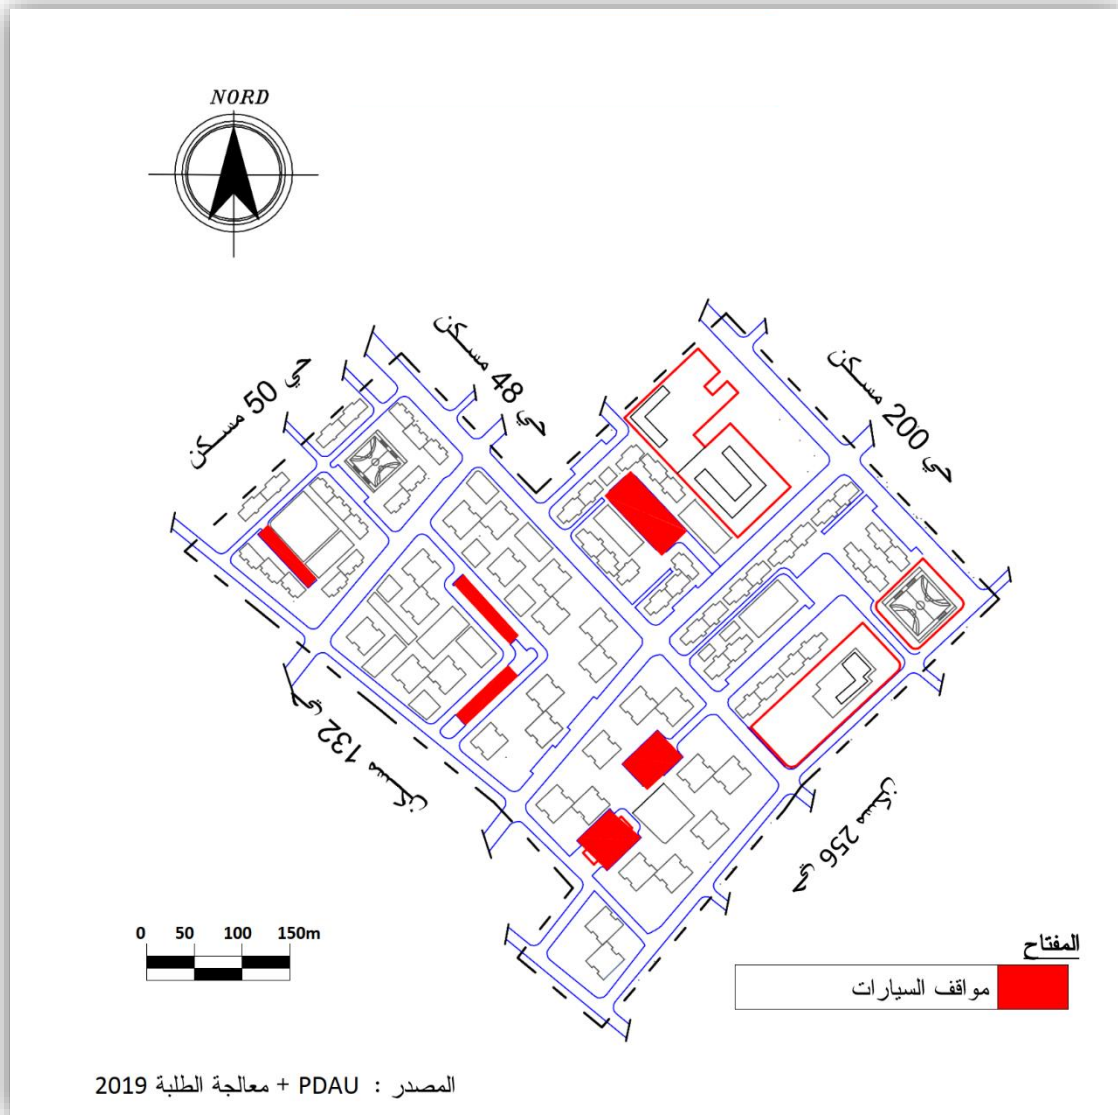 NORD
حي 50 مسكن
حي 48 مسكن
حي 200 مسكن
حي 132 مسكن
حي 256 مسكن
0 50 100 150m
المفتاح
مواقف السيارات
المصدر : PDAU + معالجة الطلبة 2019